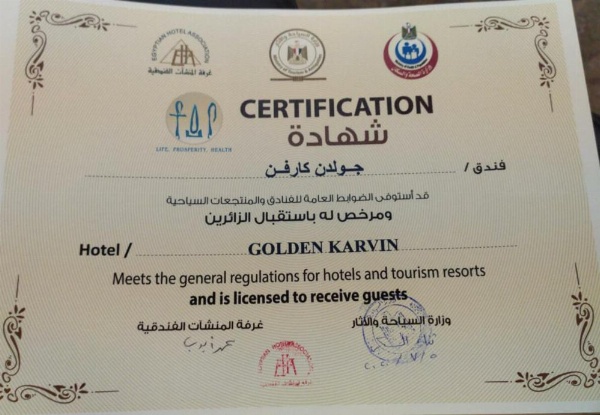 EGYPTIAN HOTEL ASSOCIATION
غرفة المنشآت الفندقية
LIFE. PROSPERITY. HEALTH
CERTIFICATION
شهادة
فندق / جولدن كارفن
قد أستوفى الضوابط العامة للفنادق والمنتجعات السياحية
ومرخص له باستقبال الزائرين
Hotel / GOLDEN KARVIN
Meets the general regulations for hotels and tourism resorts
and is licensed to receive guests
وزارة السياحة والآثار
غرفة المنشآت الفندقية